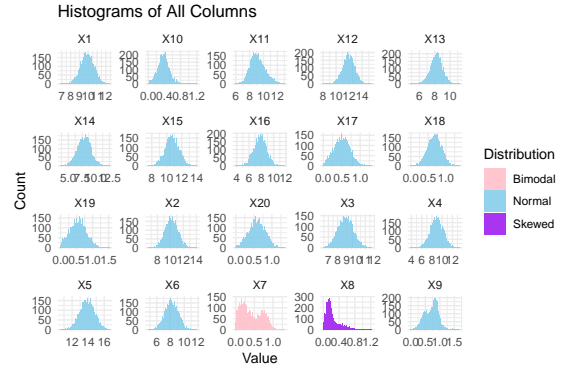 Histograms of All Columns
X1 X10 X11 X12 X13
150 100 50 0 200 150 100 50 0 150 100 50 0 200 150 100 50 0 150 100 50 0
7 8 9 10 11 12 0.0 0.4 0.8 1.2 6 8 10 12 8 10 12 14 6 8 10
X14 X15 X16 X17 X18
150 100 50 0 150 100 50 0 200 150 100 50 0 150 100 50 0 150 100 50 0
5.0 7.5 10.0 12.5 8 10 12 14 4 6 8 10 12 0.0 0.5 1.0 0.0 0.5 1.0
X19 X2 X20 X3 X4
150 100 50 0 150 100 50 0 200 150 100 50 0 150 100 50 0 150 100 50 0
0.0 0.5 1.0 1.5 8 10 12 14 0.0 0.5 1.0 7 8 9 10 11 12 4 6 8 10 12
X5 X6 X7 X8 X9
150 100 50 0 150 100 50 0 150 100 50 0 300 200 100 0 200 150 100 50 0
12 14 16 6 8 10 12 0.0 0.5 1.0 0.0 0.4 0.8 1.2 0.0 0.5 1.0 1.5
Count
Value
Distribution
Bimodal
Normal
Skewed